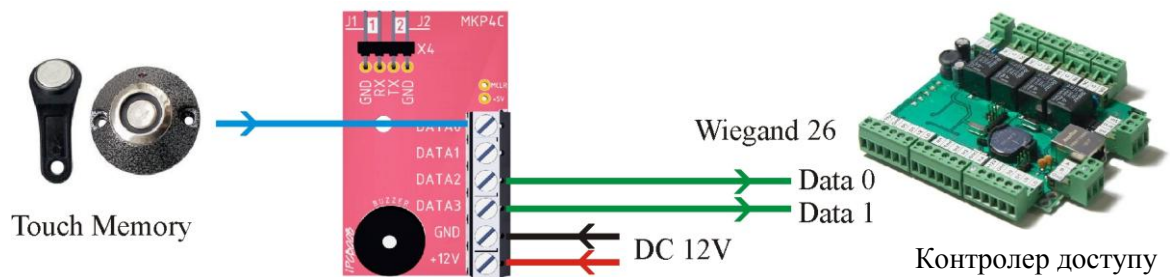 J1 1 2 J2 MKP4C
X4
GND RX TX GND
MCLR
+5V
DATA0
DATA1
DATA2
DATA3
GND
+12V
BUZZER
Touch Memory
Wiegand 26
Data 0
Data 1
DC 12V
Контролер доступу